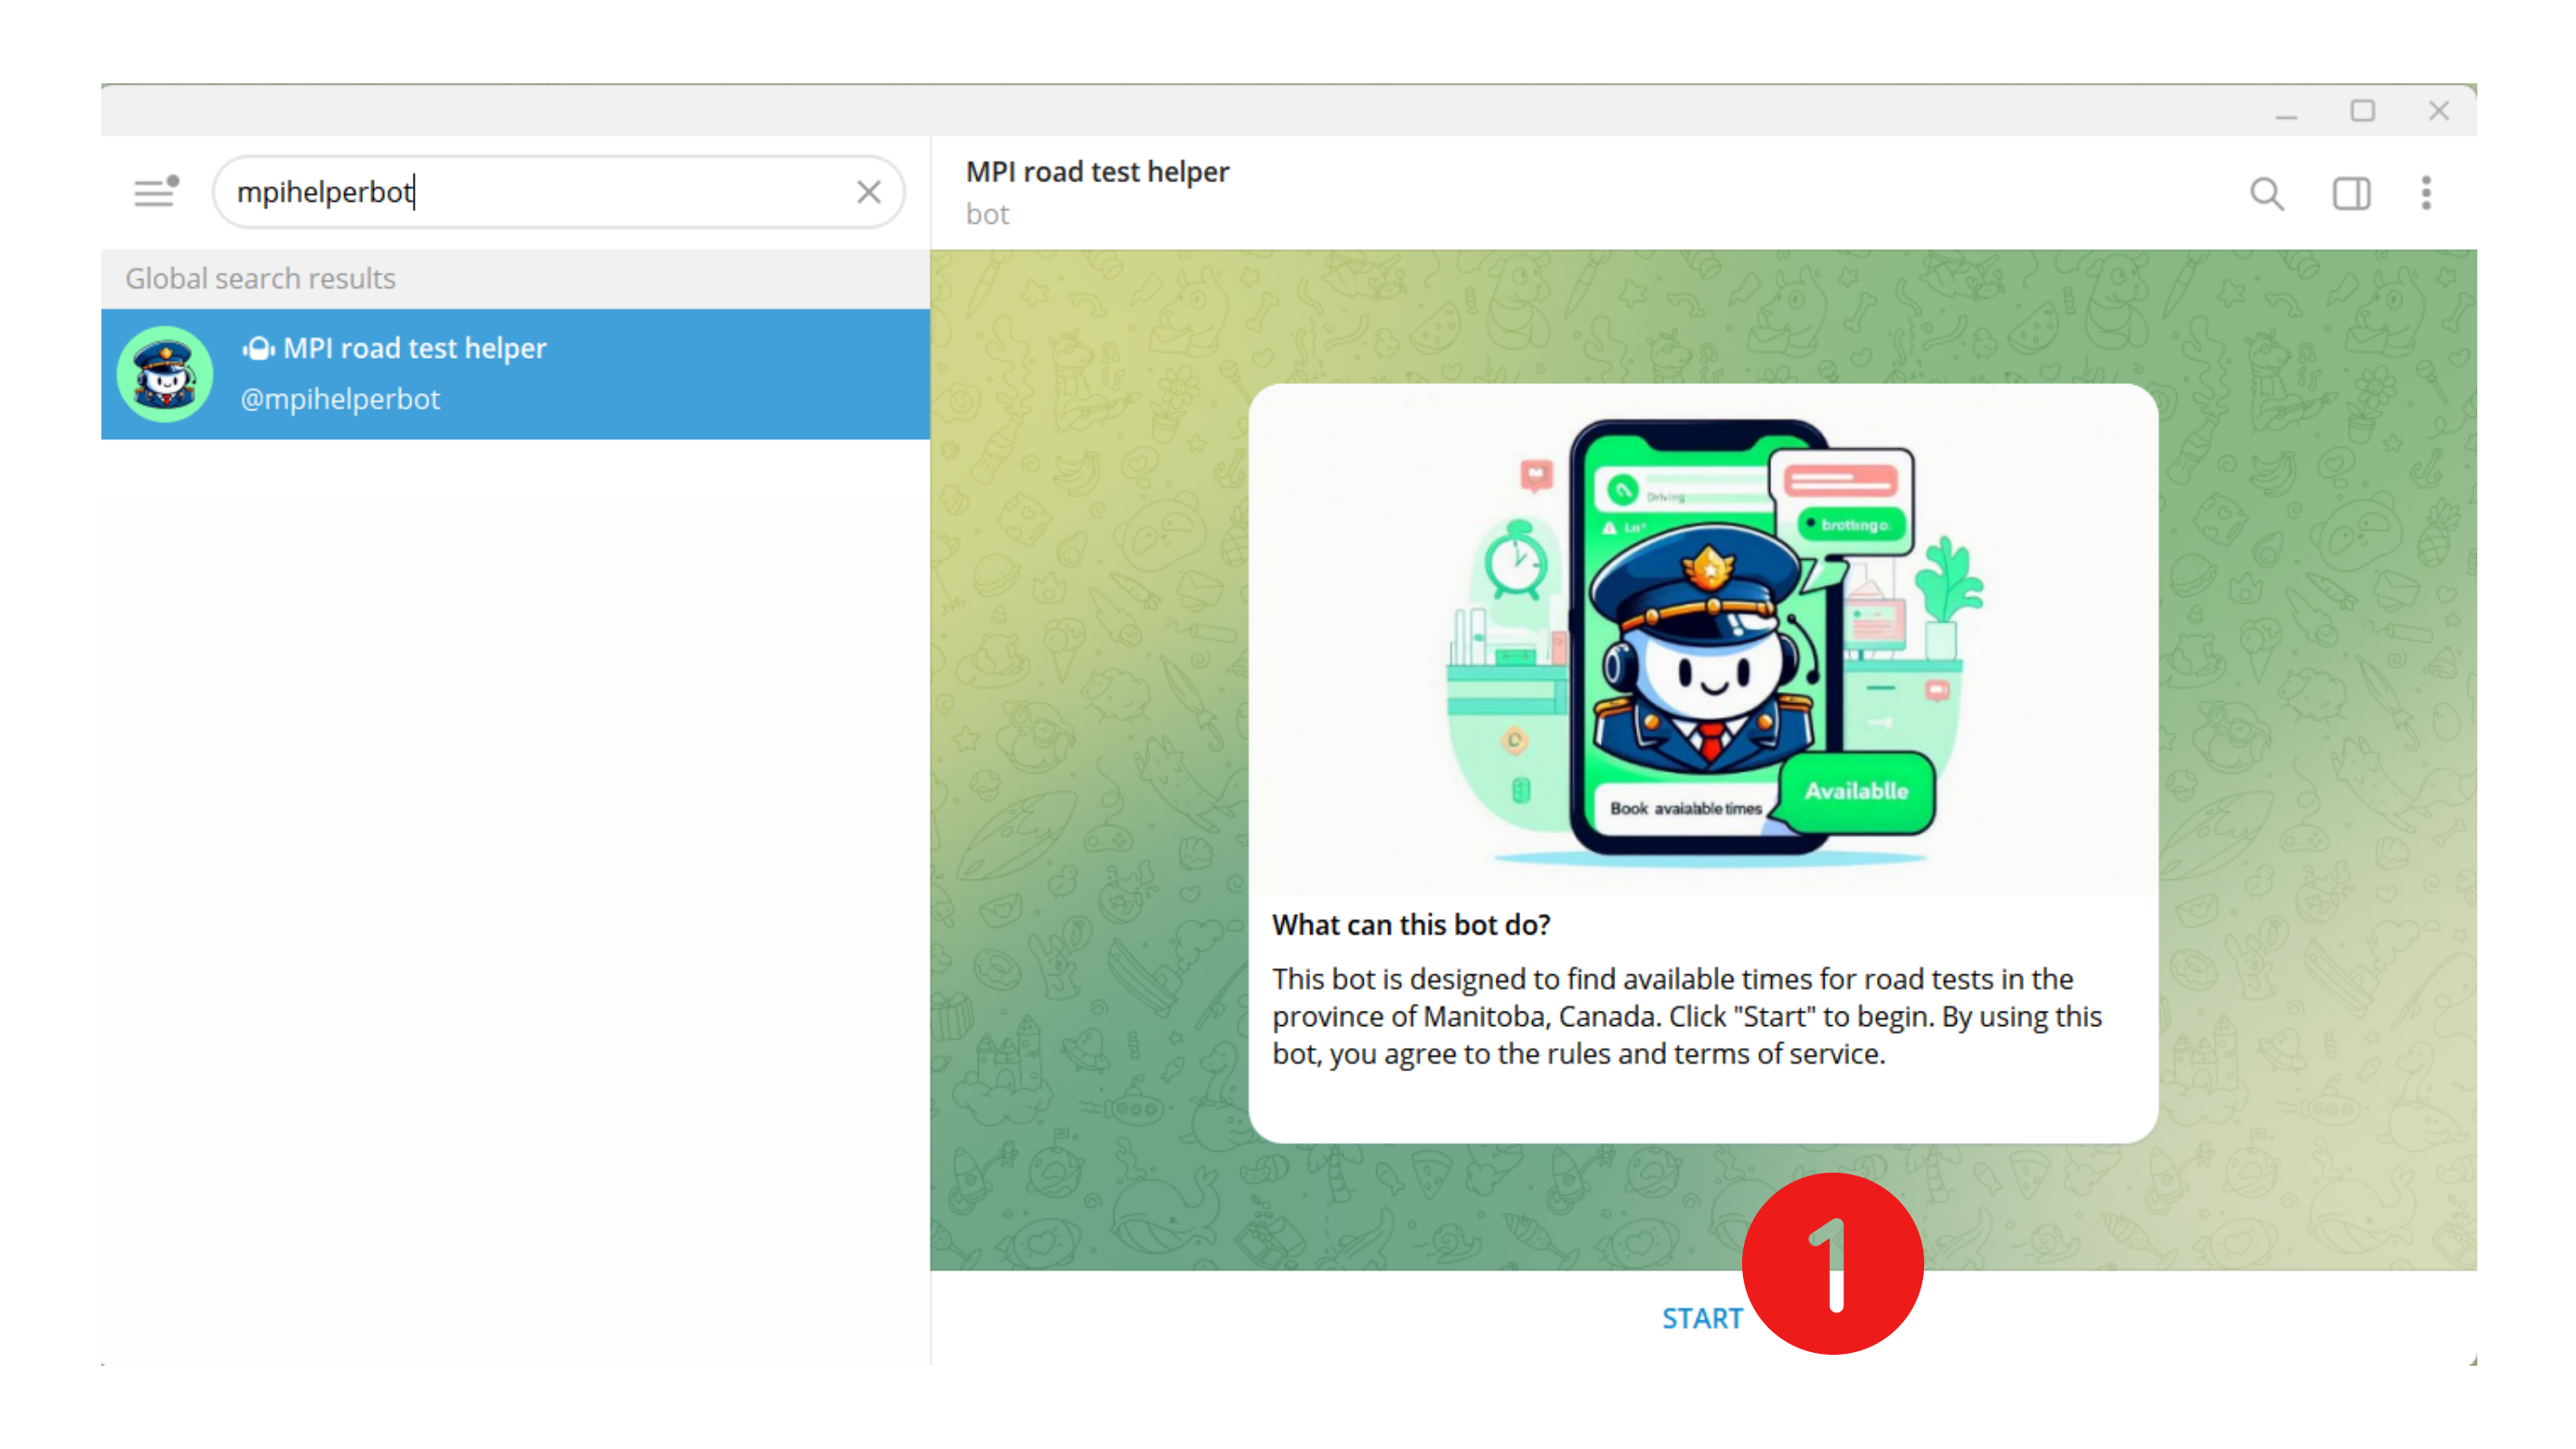 mpihelperbot
MPI road test helper
bot
Global search results
MPI road test helper
@mpihelperbot
Driving
brottingo.
Book avaiabble times
Availablle
What can this bot do?
This bot is designed to find available times for road tests in the
province of Manitoba, Canada. Click "Start" to begin. By using this
bot, you agree to the rules and terms of service.
START
1